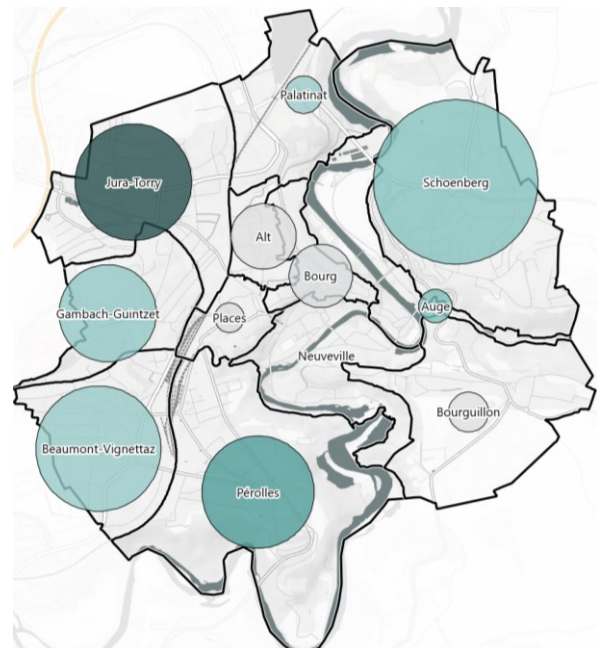 Palatinat
Jura-Torry
Schoenberg
Alt
Bourg
Auge
Gambach-Guintzet
Places
Neuveville
Bourguillon
Beaumont-Vignettaz
Pérolles